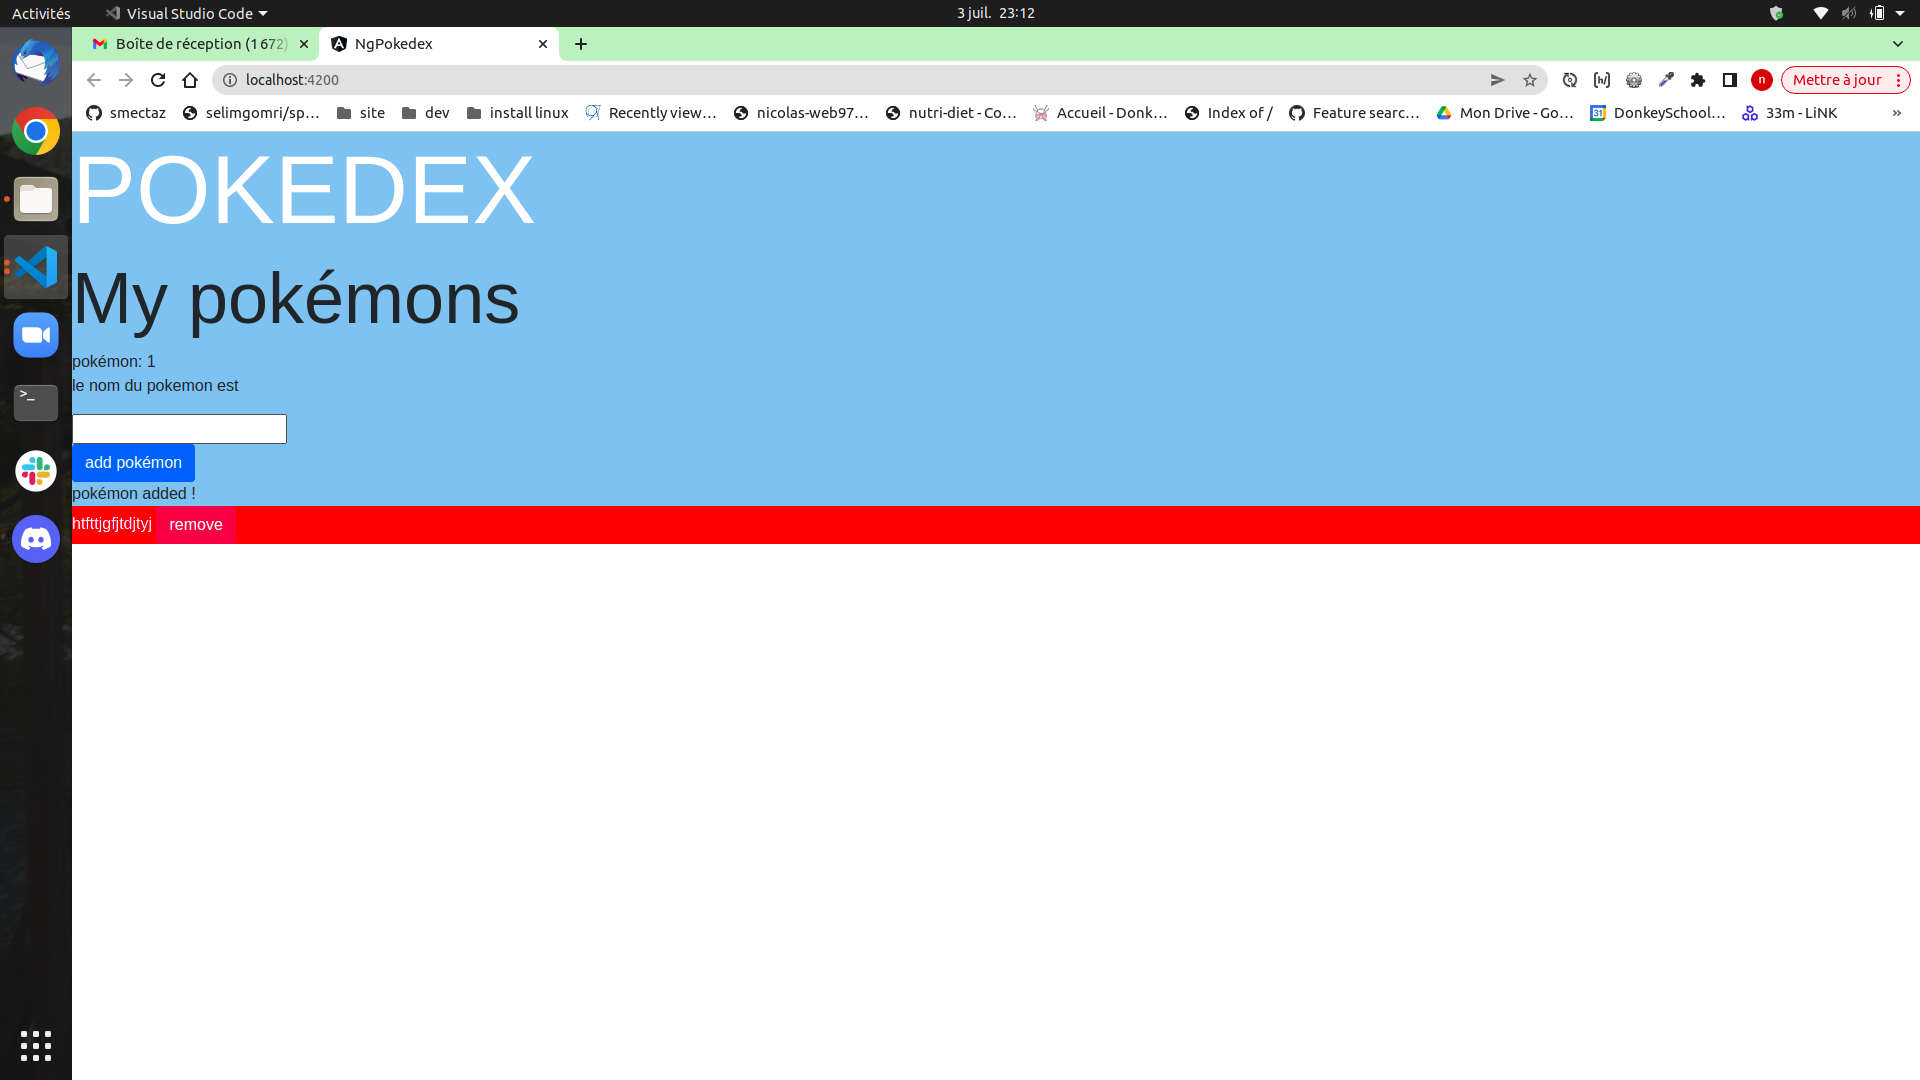 Activités
Visual Studio Code
3 juil. 23:12
Boîte de réception (1 672)
NgPokedex
localhost:4200
Mettre à jour
n
smectaz
selimgomri/sp…
site
dev
install linux
Recently view…
nicolas-web97…
nutri-diet - Co…
Accueil - Donk…
Index of /
Feature searc…
Mon Drive - Go…
31
DonkeySchool…
33m - LiNK
»
POKEDEX
My pokémons
pokémon: 1
le nom du pokemon est
add pokémon
pokémon added !
htfttjgfjtdjtyj
remove